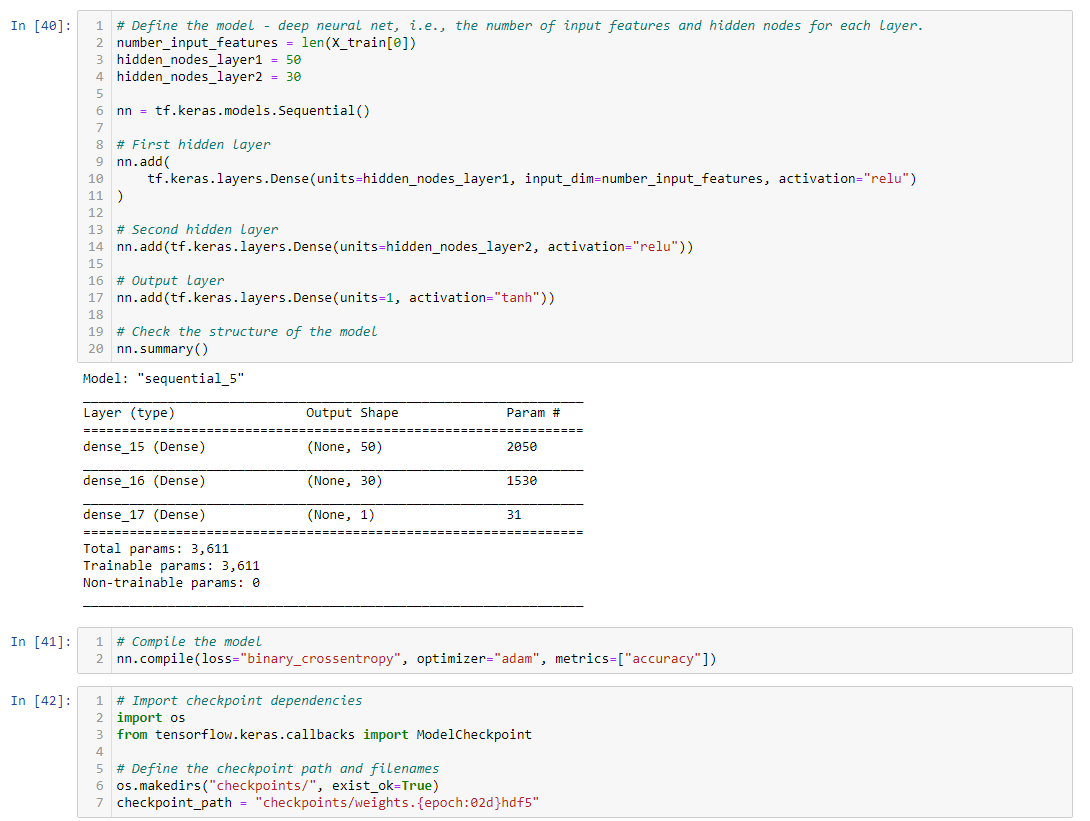 In [40]:
1 # Define the model - deep neural net, i.e., the number of input features and hidden nodes for each layer.
2 number_input_features = len(X_train[0])
3 hidden_nodes_layer1 = 50
4 hidden_nodes_layer2 = 30
5
6 nn = tf.keras.models.Sequential()
7
8 # First hidden layer
9 nn.add(
10     tf.keras.layers.Dense(units=hidden_nodes_layer1, input_dim=number_input_features, activation="relu")
11 )
12
13 # Second hidden layer
14 nn.add(tf.keras.layers.Dense(units=hidden_nodes_layer2, activation="relu"))
15
16 # Output layer
17 nn.add(tf.keras.layers.Dense(units=1, activation="tanh"))
18
19 # Check the structure of the model
20 nn.summary()
Model: "sequential_5"
_________________________________________________________________
Layer (type)                 Output Shape              Param #
=================================================================
dense_15 (Dense)             (None, 50)                2050
_________________________________________________________________
dense_16 (Dense)             (None, 30)                1530
_________________________________________________________________
dense_17 (Dense)             (None, 1)                 31
=================================================================
Total params: 3,611
Trainable params: 3,611
Non-trainable params: 0
_________________________________________________________________
In [41]:
1 # Compile the model
2 nn.compile(loss="binary_crossentropy", optimizer="adam", metrics=["accuracy"])
In [42]:
1 # Import checkpoint dependencies
2 import os
3 from tensorflow.keras.callbacks import ModelCheckpoint
4
5 # Define the checkpoint path and filenames
6 os.makedirs("checkpoints/", exist_ok=True)
7 checkpoint_path = "checkpoints/weights.{epoch:02d}hdf5"